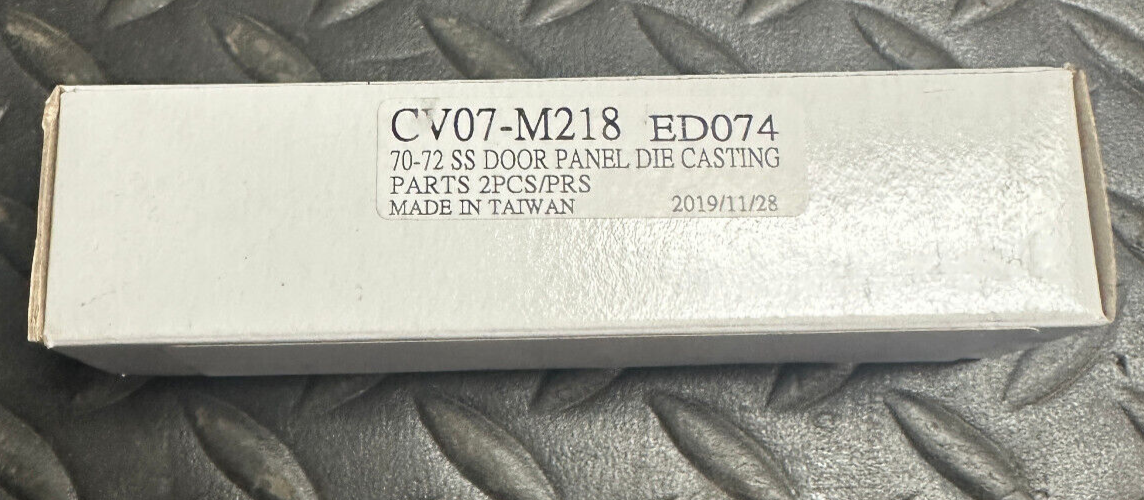 CV07-M218 ED074
70-72 SS DOOR PANEL DIE CASTING
PARTS 2PCS/PRS
MADE IN TAIWAN 2019/11/28